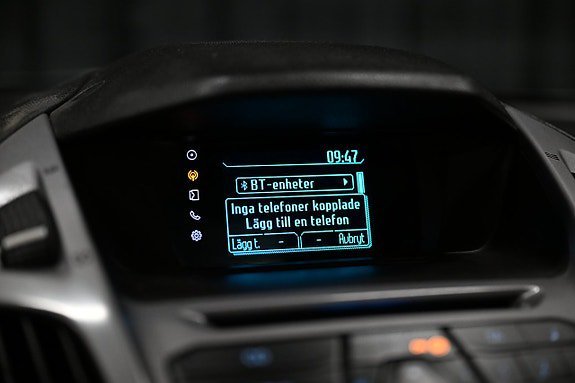 09:47
BT-enheter
Inga telefoner kopplade
Lägg till en telefon
Lägg t. - - Avbryt